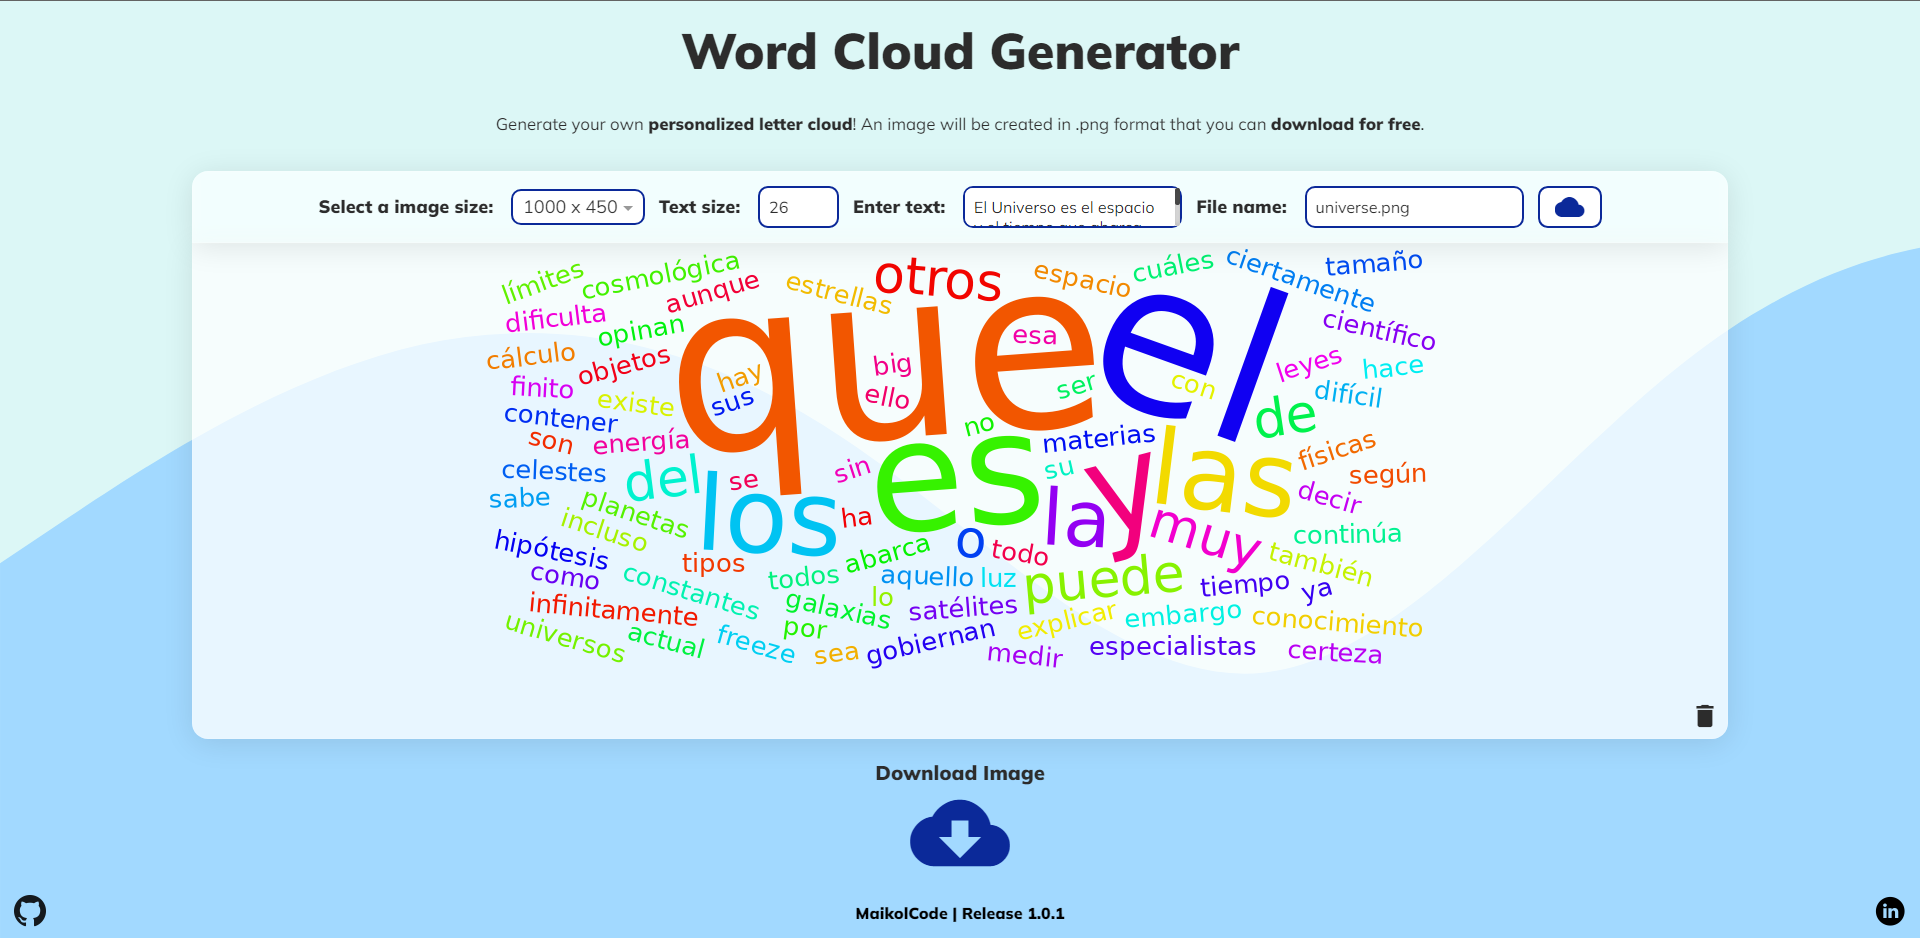 Word Cloud Generator
Generate your own personalized letter cloud! An image will be created in .png format that you can download for free.
Select a image size: 1000 x 450 Text size: 26 Enter text: El Universo es el espacio File name: universe.png
límites cosmológica aunque estrellas otros espacio cuáles ciertamente tamaño
dificulta opinan que esa el científico
cálculo objetos hay big ser con leyes hace
finito existe sus ello difícil
contener no de
son energía materias físicas
celestes del se sin es su y las según
sabe planetas los ha la decir
incluso o muy continúa
hipótesis tipos abarca todo también
como constantes todos aquello luz puede tiempo ya
infinitamente galaxias lo satélites explicar embargo conocimiento
universos actual freeze por gobiernan
sea medir especialistas certeza
Download Image
MaikolCode | Release 1.0.1
in